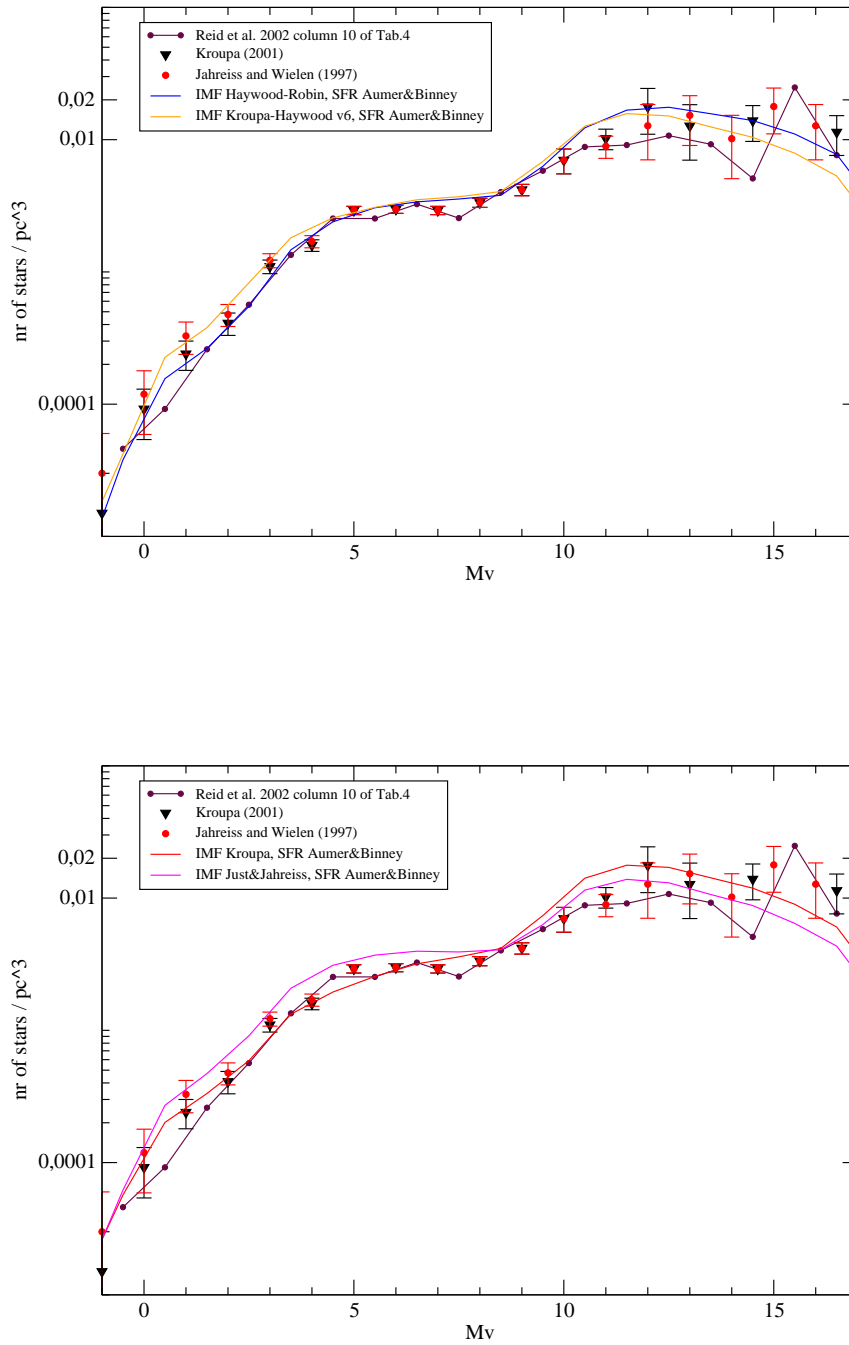 Reid et al. 2002 column 10 of Tab.4
Kroupa (2001)
Jahreiss and Wielen (1997)
IMF Haywood-Robin, SFR Aumer&Binney
IMF Kroupa-Haywood v6, SFR Aumer&Binney
0,02
0,01
0,0001
nr of stars / pc^3
0 5 10 15
Mv
Reid et al. 2002 column 10 of Tab.4
Kroupa (2001)
Jahreiss and Wielen (1997)
IMF Kroupa, SFR Aumer&Binney
IMF Just&Jahreiss, SFR Aumer&Binney
0,02
0,01
0,0001
nr of stars / pc^3
0 5 10 15
Mv